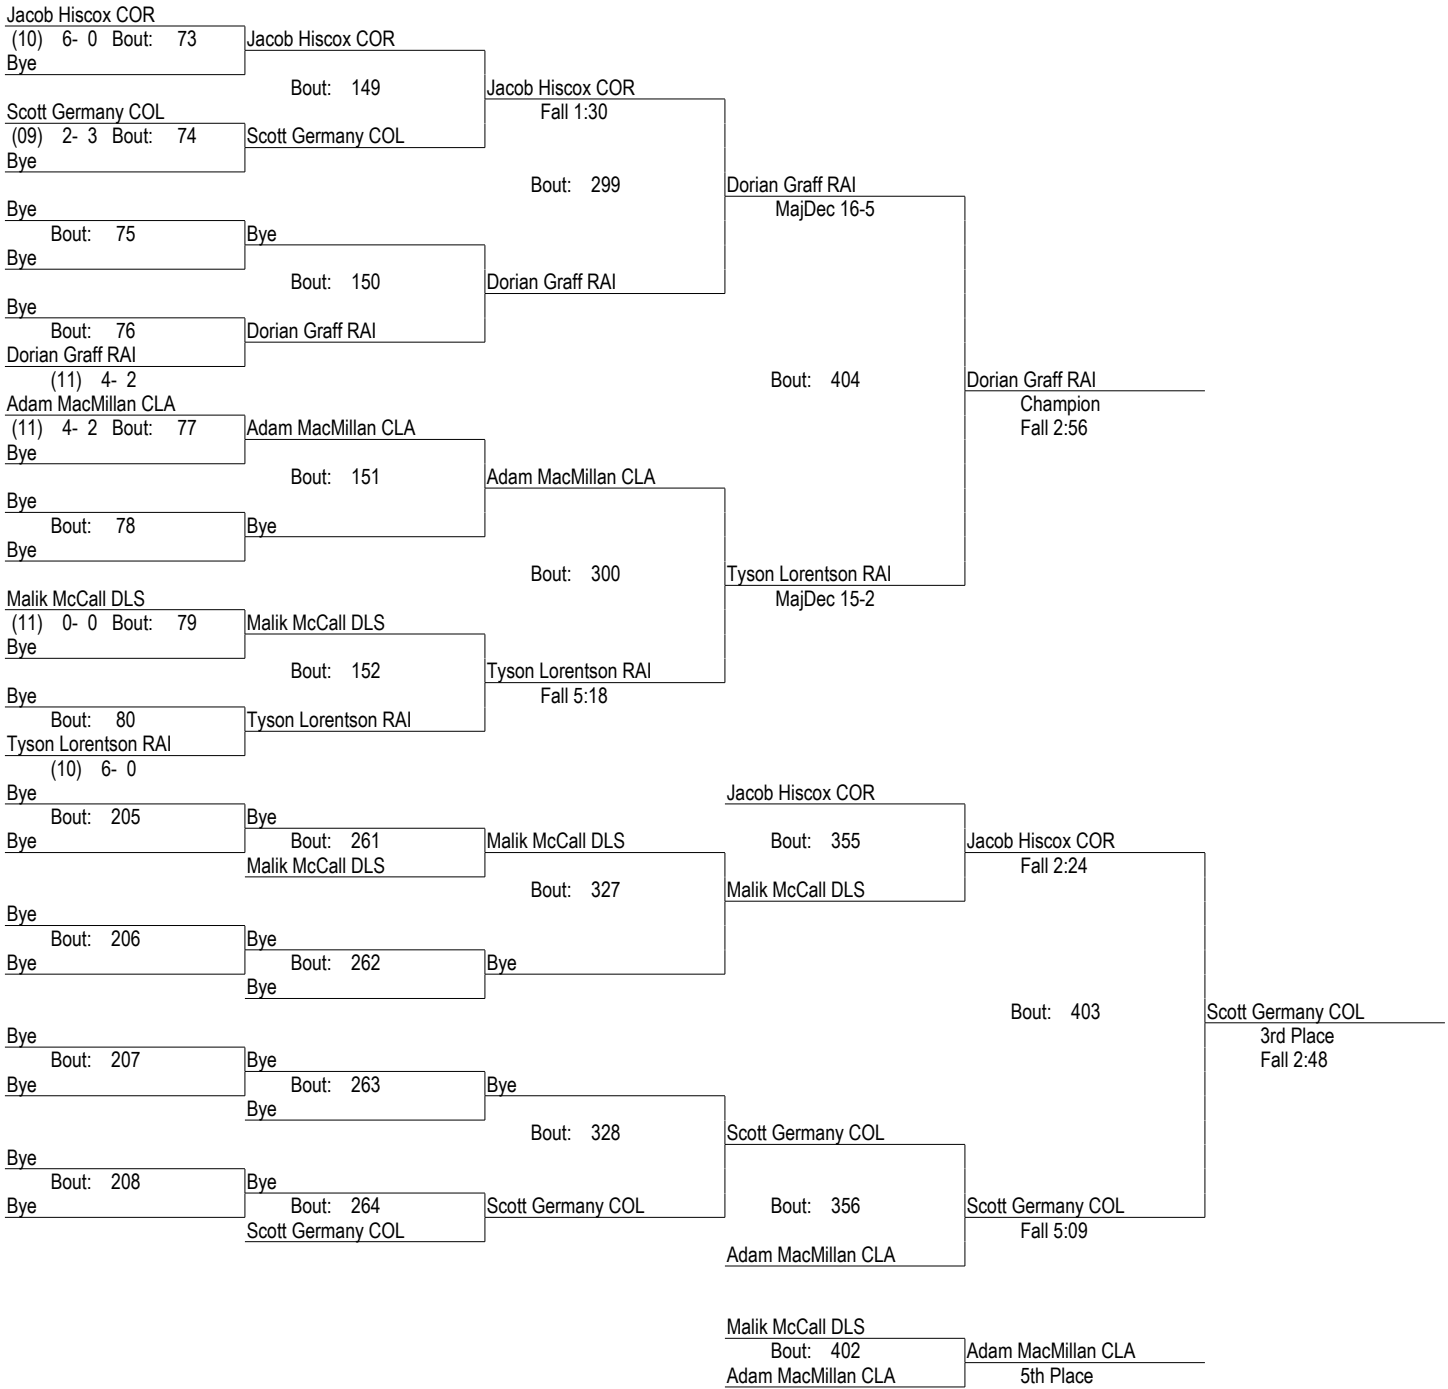 Jacob Hiscox COR
(10) 6- 0 Bout: 73
Jacob Hiscox COR
Bye
Bout: 149
Jacob Hiscox COR
Scott Germany COL
Fall 1:30
(09) 2- 3 Bout: 74
Scott Germany COL
Bye
Bout: 299
Dorian Graff RAI
Bye
MajDec 16-5
Bout: 75
Bye
Bye
Bout: 150
Dorian Graff RAI
Bye
Bout: 76
Dorian Graff RAI
Dorian Graff RAI
(11) 4- 2
Bout: 404
Dorian Graff RAI
Adam MacMillan CLA
Champion
(11) 4- 2 Bout: 77
Adam MacMillan CLA
Fall 2:56
Bye
Bout: 151
Adam MacMillan CLA
Bye
Bout: 78
Bye
Bye
Bout: 300
Tyson Lorentson RAI
Malik McCall DLS
MajDec 15-2
(11) 0- 0 Bout: 79
Malik McCall DLS
Bye
Bout: 152
Tyson Lorentson RAI
Bye
Fall 5:18
Bout: 80
Tyson Lorentson RAI
Tyson Lorentson RAI
(10) 6- 0
Bye
Jacob Hiscox COR
Bout: 205
Bye
Bye
Bout: 261
Malik McCall DLS
Bout: 355
Jacob Hiscox COR
Malik McCall DLS
Fall 2:24
Bout: 327
Malik McCall DLS
Bye
Bout: 206
Bye
Bye
Bout: 262
Bye
Bye
Bout: 403
Scott Germany COL
Bye
3rd Place
Bout: 207
Bye
Fall 2:48
Bye
Bout: 263
Bye
Bye
Bout: 328
Scott Germany COL
Bye
Bout: 208
Bye
Bye
Bout: 264
Scott Germany COL
Bout: 356
Scott Germany COL
Scott Germany COL
Fall 5:09
Adam MacMillan CLA
Malik McCall DLS
Bout: 402
Adam MacMillan CLA
Adam MacMillan CLA
5th Place